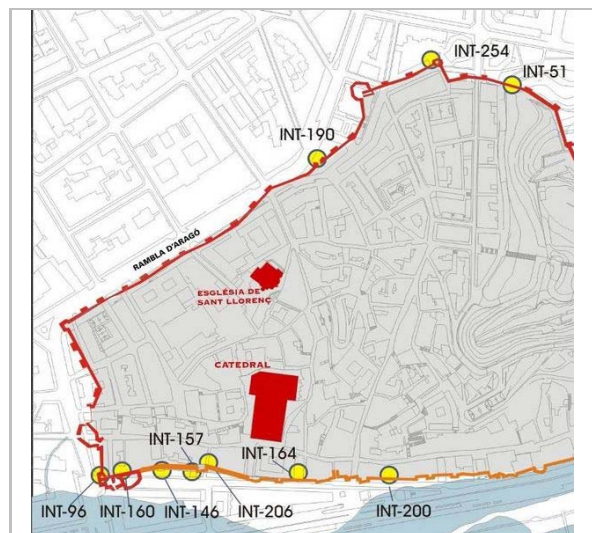 INT-254
INT-51
INT-190
RAMBLA D'ARAGÓ
ESGLÉSIA DE
SANT LLORENÇ
CATEDRAL
INT-157
INT-164
INT-96
INT-160
INT-146
INT-206
INT-200